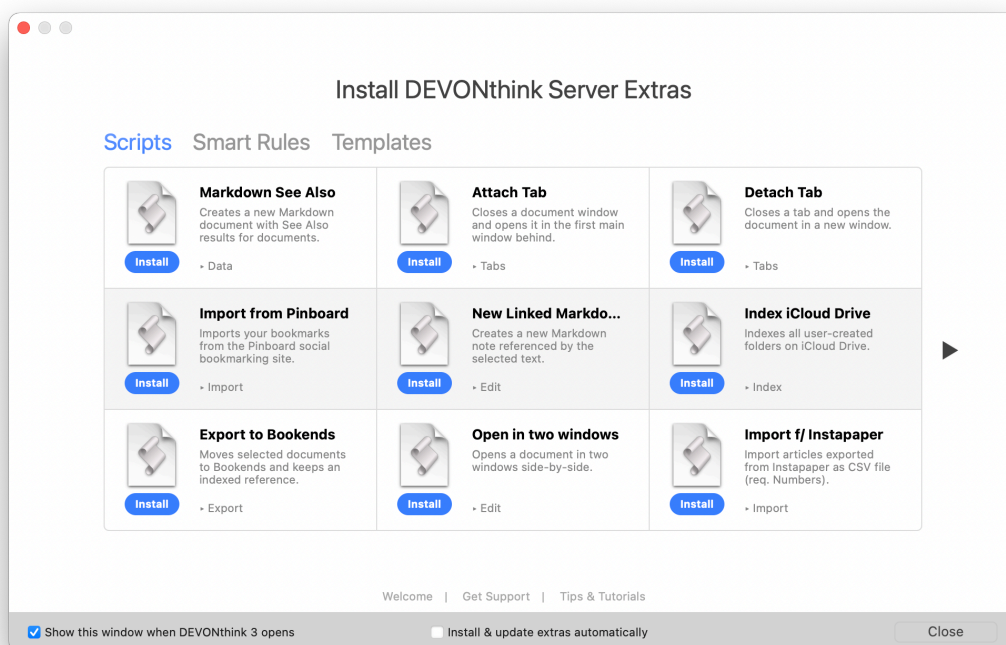 Install DEVONthink Server Extras
Scripts Smart Rules Templates
Markdown See Also
Creates a new Markdown
document with See Also
results for documents.
Install
▸ Data
Attach Tab
Closes a document window
and opens it in the first main
window behind.
Install
▸ Tabs
Detach Tab
Closes a tab and opens the
document in a new window.
Install
▸ Tabs
Import from Pinboard
Imports your bookmarks
from the Pinboard social
bookmarking site.
Install
▸ Import
New Linked Markdo...
Creates a new Markdown
note referenced by the
selected text.
Install
▸ Edit
Index iCloud Drive
Indexes all user-created
folders on iCloud Drive.
Install
▸ Index
Export to Bookends
Moves selected documents
to Bookends and keeps an
indexed reference.
Install
▸ Export
Open in two windows
Opens a document in two
windows side-by-side.
Install
▸ Edit
Import f/ Instapaper
Import articles exported
from Instapaper as CSV file
(req. Numbers).
Install
▸ Import
Welcome | Get Support | Tips & Tutorials
Show this window when DEVONthink 3 opens
Install & update extras automatically
Close